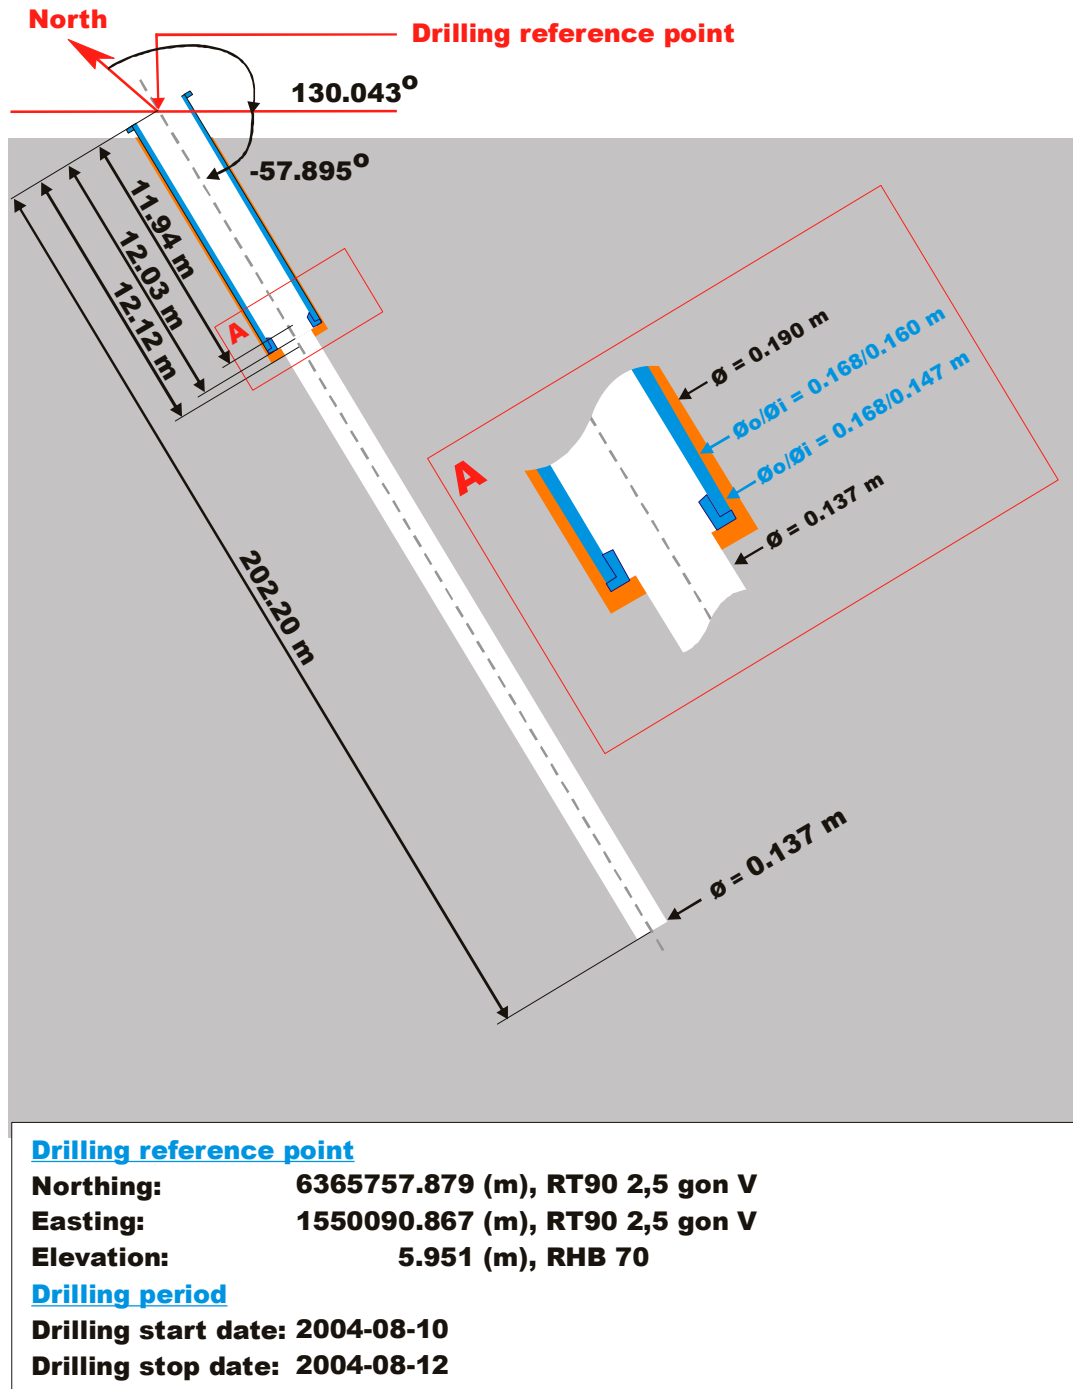 North
Drilling reference point
130.043°
-57.895°
11.94 m
12.03 m
12.12 m
A
202.20 m
A
ø = 0.190 m
Øo/Øi = 0.168/0.160 m
Øo/Øi = 0.168/0.147 m
ø = 0.137 m
ø = 0.137 m
Drilling reference point
Northing: 6365757.879 (m), RT90 2,5 gon V
Easting: 1550090.867 (m), RT90 2,5 gon V
Elevation: 5.951 (m), RHB 70
Drilling period
Drilling start date: 2004-08-10
Drilling stop date: 2004-08-12